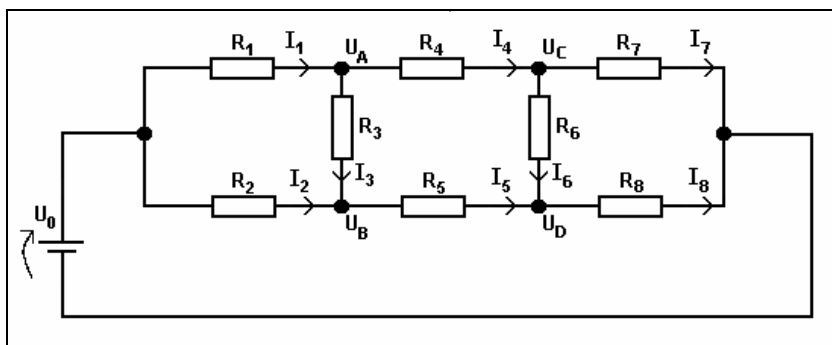 R1 I1 UA R4 I4 UC R7 I7
R3 R6
R2 I2 I3 R5 I5 I6 R8 I8
U0 UB UD